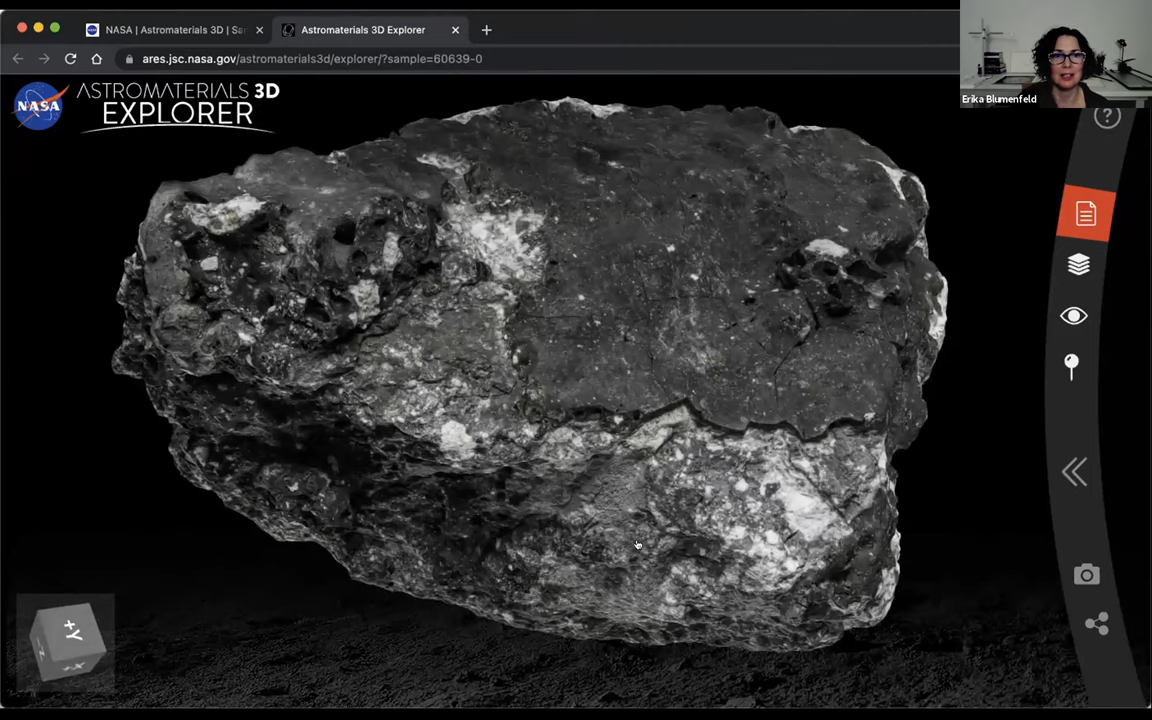 NASA | Astromaterials 3D | Sa
Astromaterials 3D Explorer
ares.jsc.nasa.gov/astromaterials3d/explorer/?sample=60639-0
NASA
ASTROMATERIALS 3D
EXPLORER
Erika Blumenfeld
?
+Y